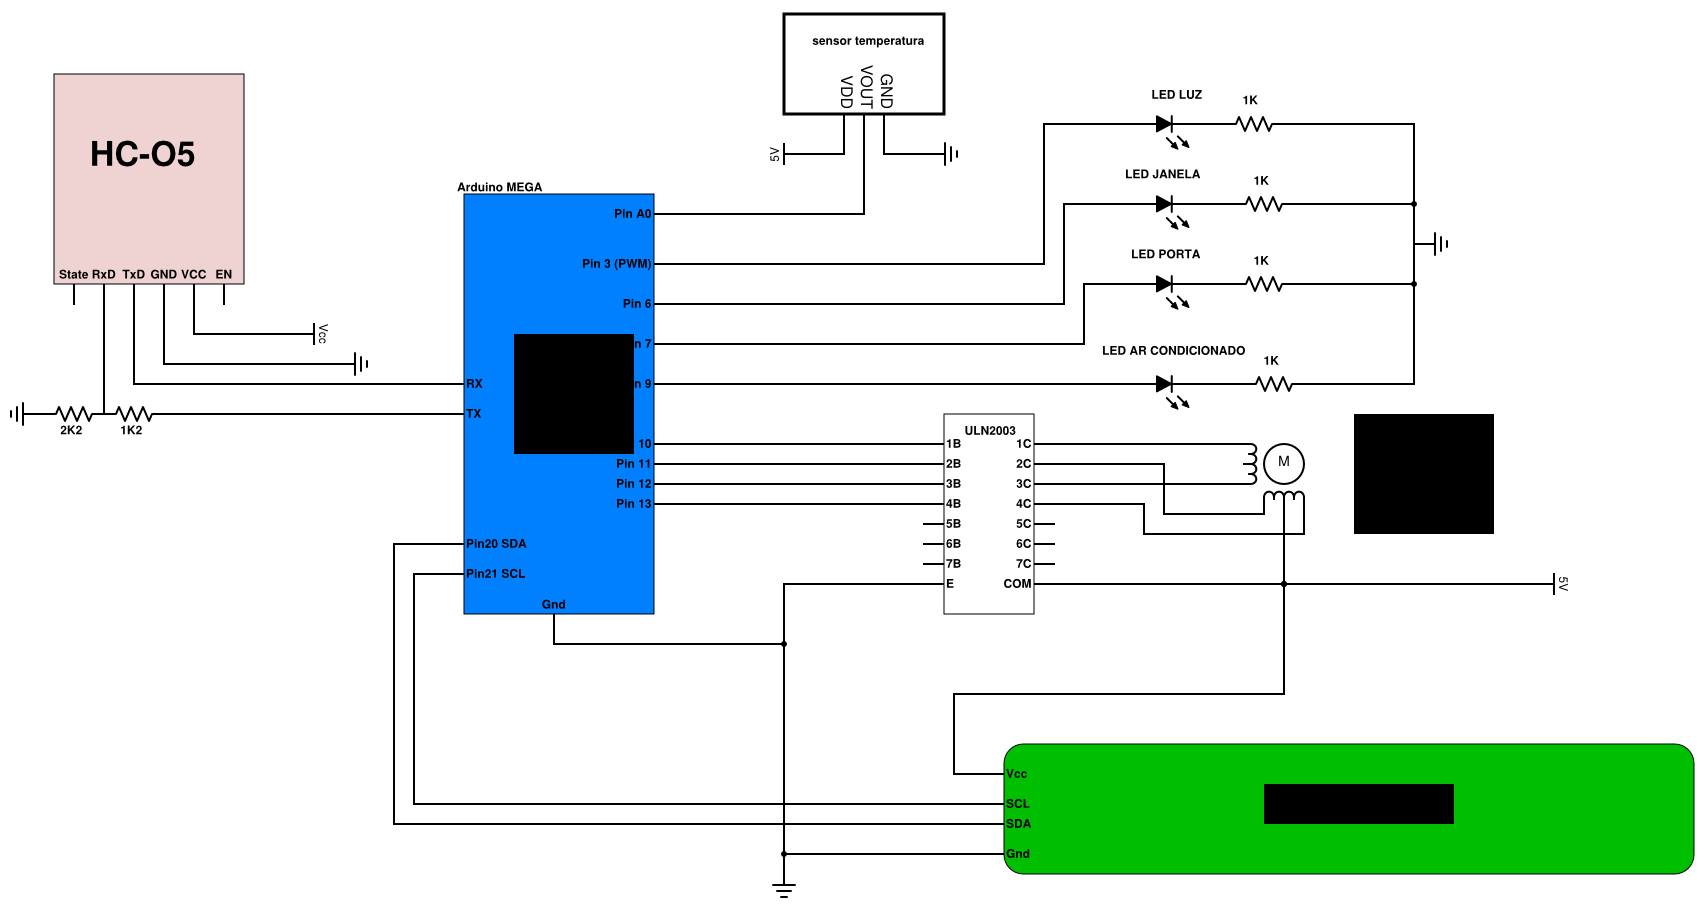 sensor temperatura
VDD
VOUT
GND
5V
HC-O5
State RxD TxD GND VCC EN
Vcc
2K2
1K2
Arduino MEGA
Pin A0
Pin 3 (PWM)
Pin 6
n 7
n 9
10
Pin 11
Pin 12
Pin 13
RX
TX
Pin20 SDA
Pin21 SCL
Gnd
LED LUZ
1K
LED JANELA
1K
LED PORTA
1K
LED AR CONDICIONADO
1K
ULN2003
1B 1C
2B 2C
3B 3C
4B 4C
5B 5C
6B 6C
7B 7C
E COM
M
5V
Vcc
SCL
SDA
Gnd